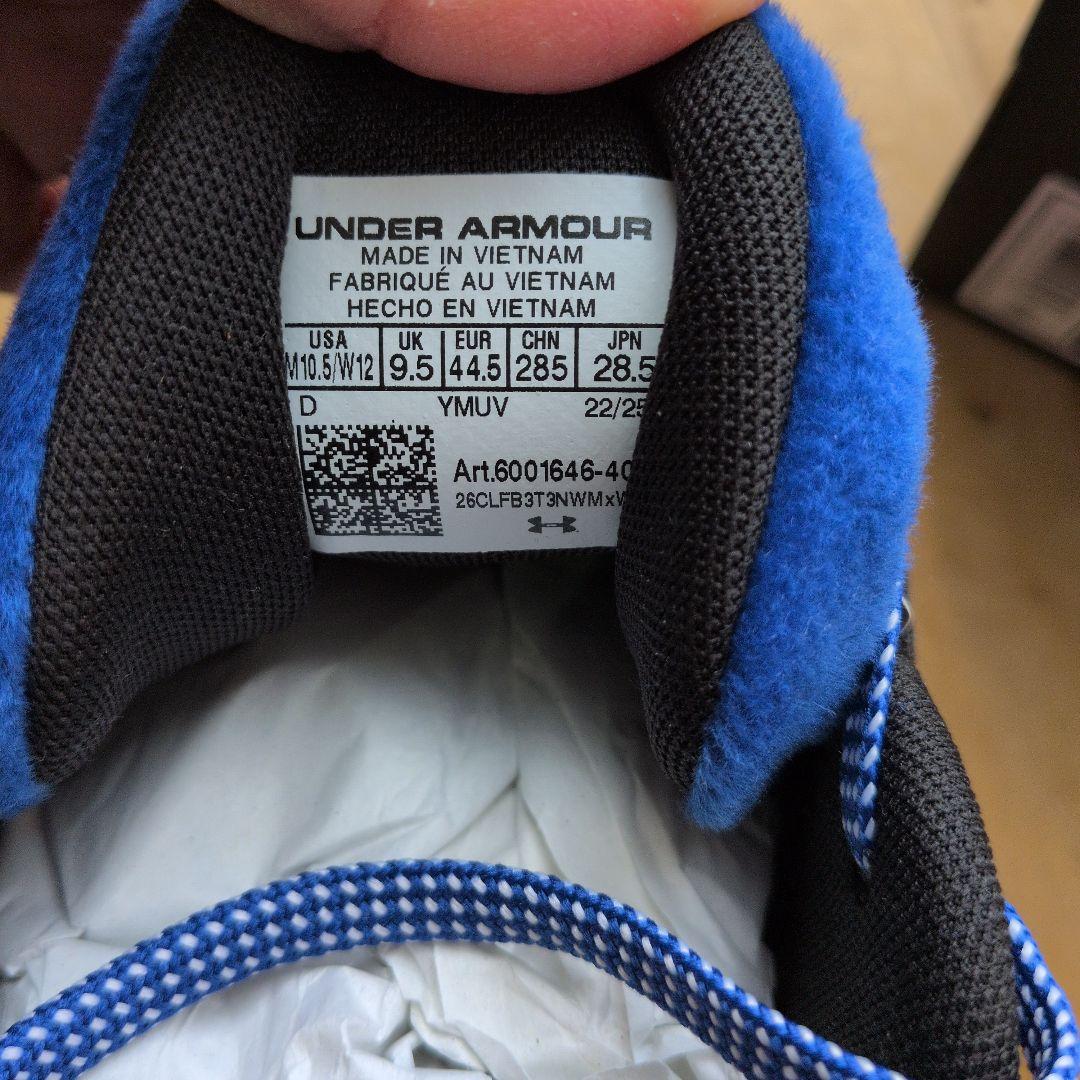 UNDER ARMOUR
MADE IN VIETNAM
FABRIQUÉ AU VIETNAM
HECHO EN VIETNAM
USA UK EUR CHN JPN
M10.5/W12 9.5 44.5 285 28.5
D YMUV 22/25
Art.6001646-40
26CLFB3T3NWMxW